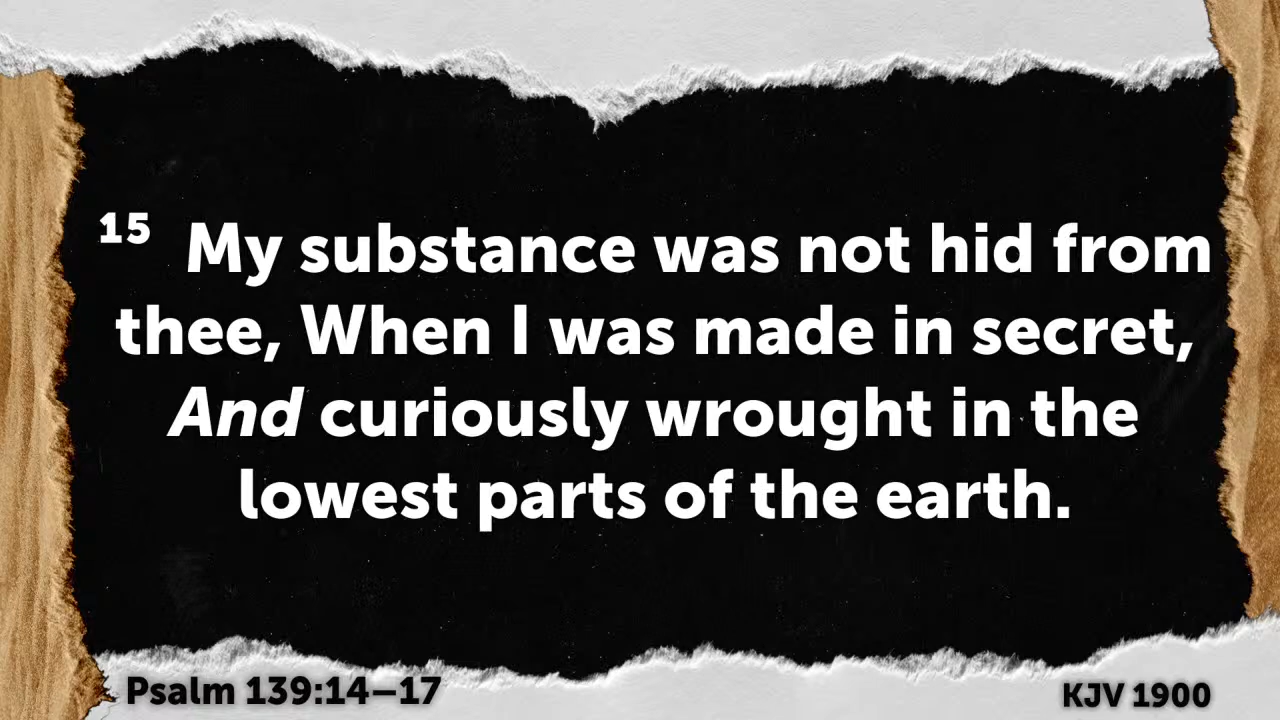 15 My substance was not hid from
thee, When I was made in secret,
And curiously wrought in the
lowest parts of the earth.
Psalm 139:14–17
KJV 1900